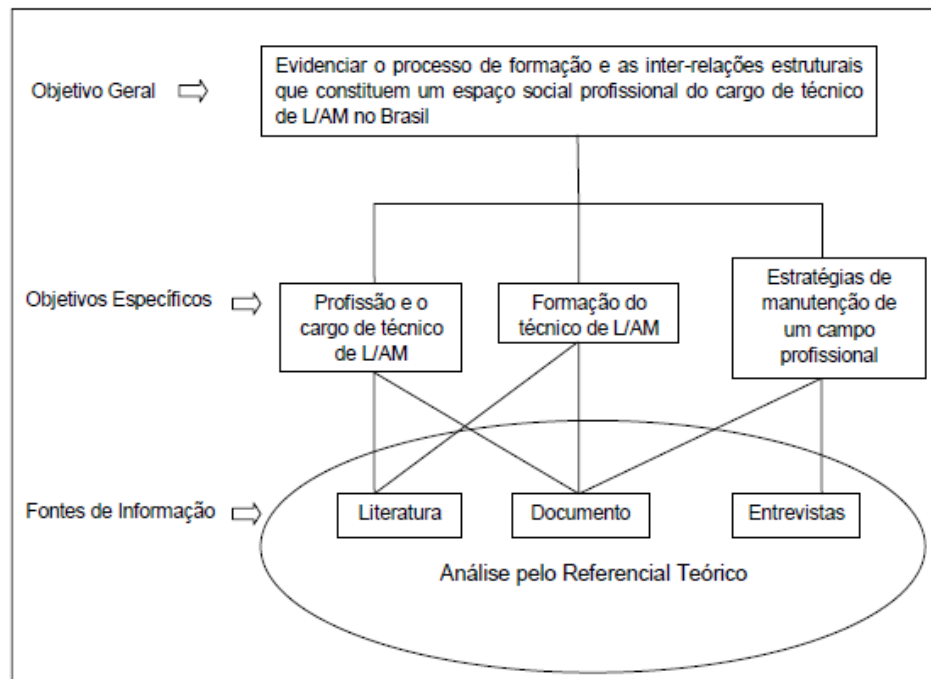 Objetivo Geral
Evidenciar o processo de formação e as inter-relações estruturais
que constituem um espaço social profissional do cargo de técnico
de L/AM no Brasil
Objetivos Específicos
Profissão e o
cargo de técnico
de L/AM
Formação do
técnico de L/AM
Estratégias de
manutenção de
um campo
profissional
Fontes de Informação
Literatura
Documento
Entrevistas
Análise pelo Referencial Teórico